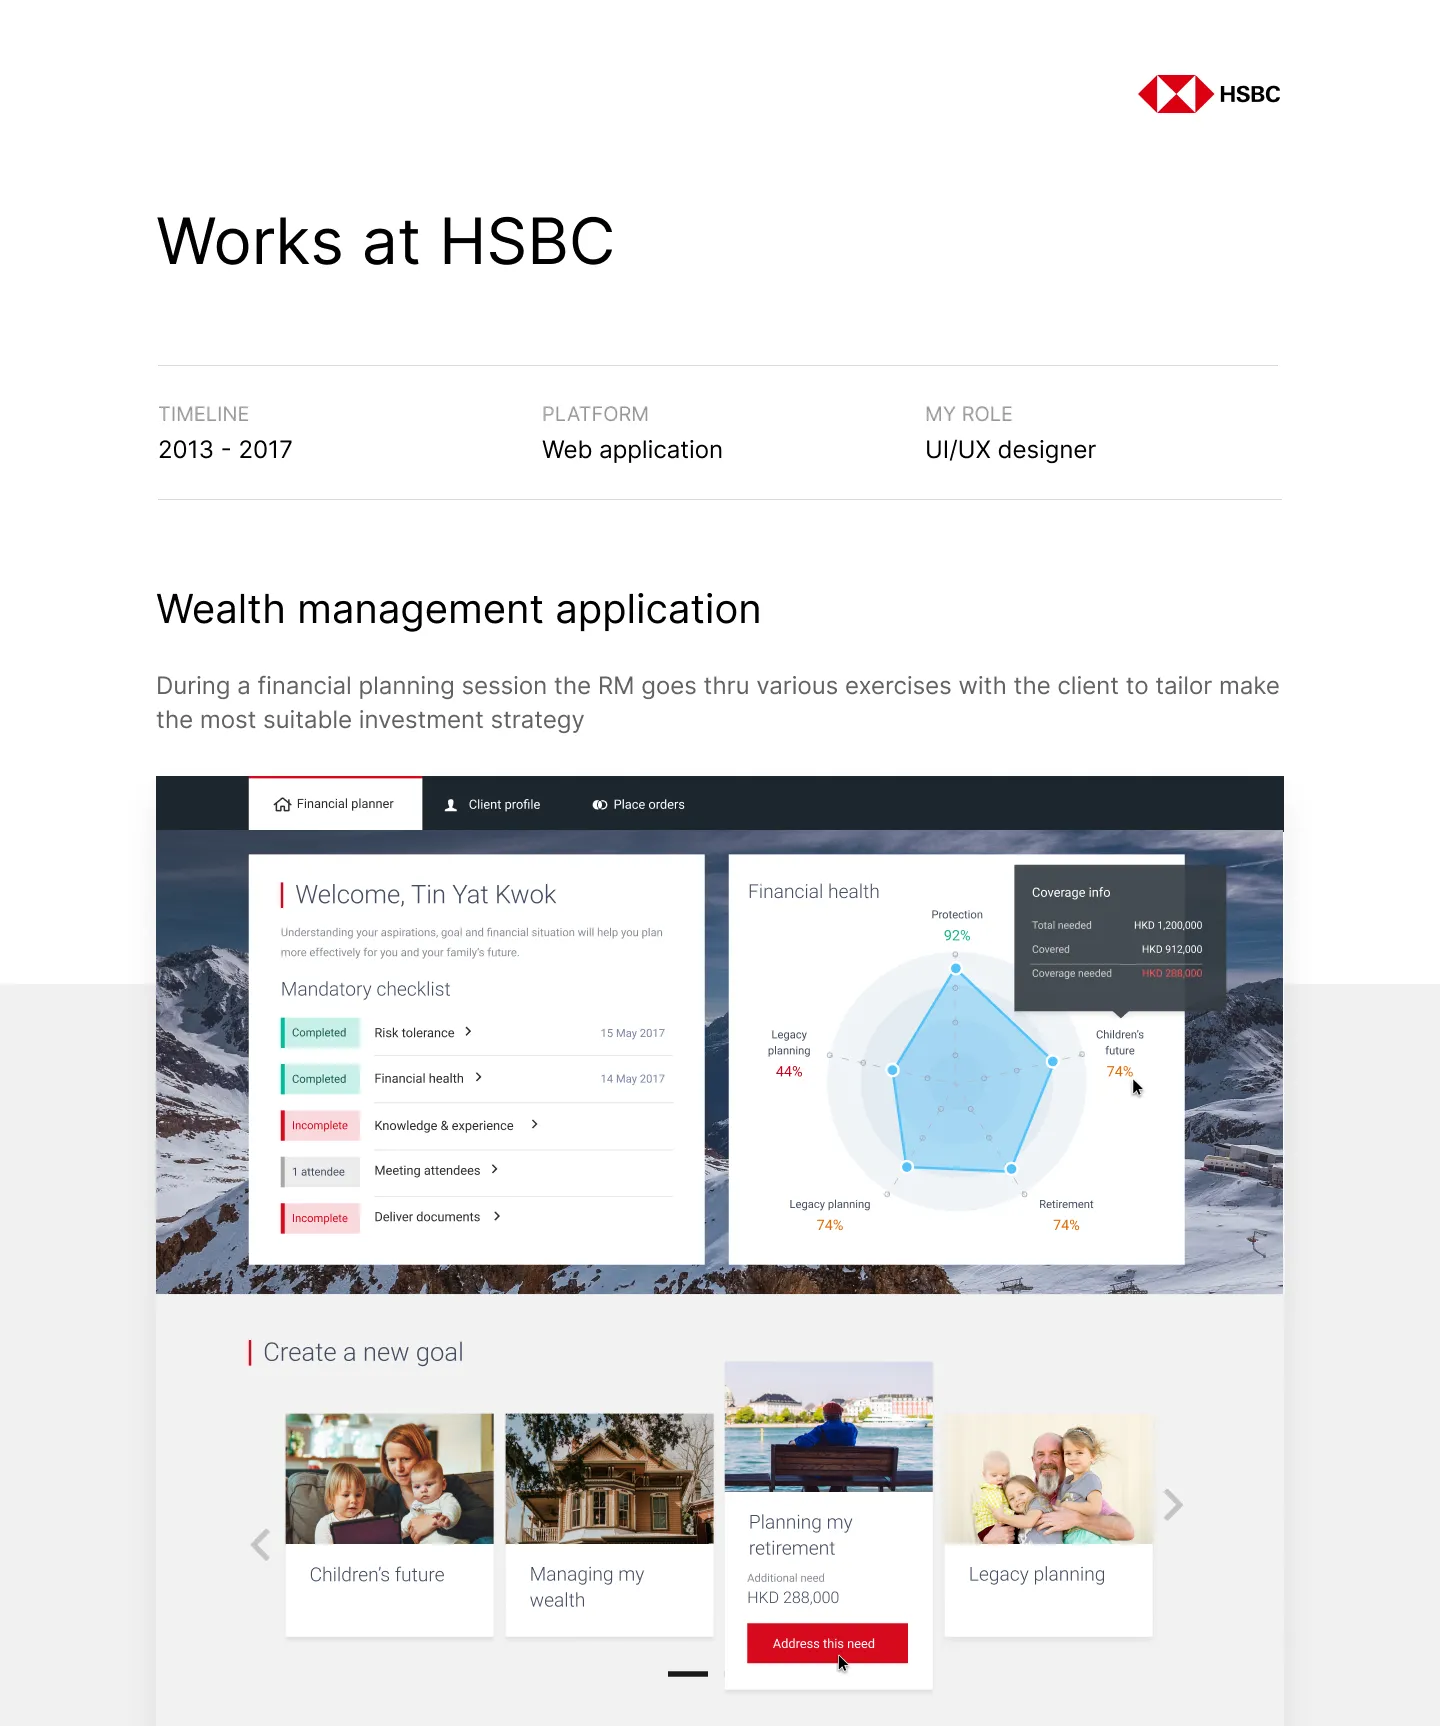 HSBC
Works at HSBC
TIMELINE
2013 - 2017
PLATFORM
Web application
MY ROLE
UI/UX designer
Wealth management application
During a financial planning session the RM goes thru various exercises with the client to tailor make
the most suitable investment strategy
Financial planner
Client profile
Place orders
Welcome, Tin Yat Kwok
Understanding your aspirations, goal and financial situation will help you plan
more effectively for you and your family's future.
Mandatory checklist
Completed Risk tolerance 15 May 2017
Completed Financial health 14 May 2017
Incomplete Knowledge & experience
1 attendee Meeting attendees
Incomplete Deliver documents
Financial health
Protection
92%
Coverage info
Total needed HKD 1,200,000
Covered HKD 912,000
Coverage needed HKD 288,000
Legacy
planning
44%
Children's
future
74%
Legacy planning
74%
Retirement
74%
Create a new goal
Children's future
Managing my
wealth
Planning my
retirement
Additional need
HKD 288,000
Address this need
Legacy planning